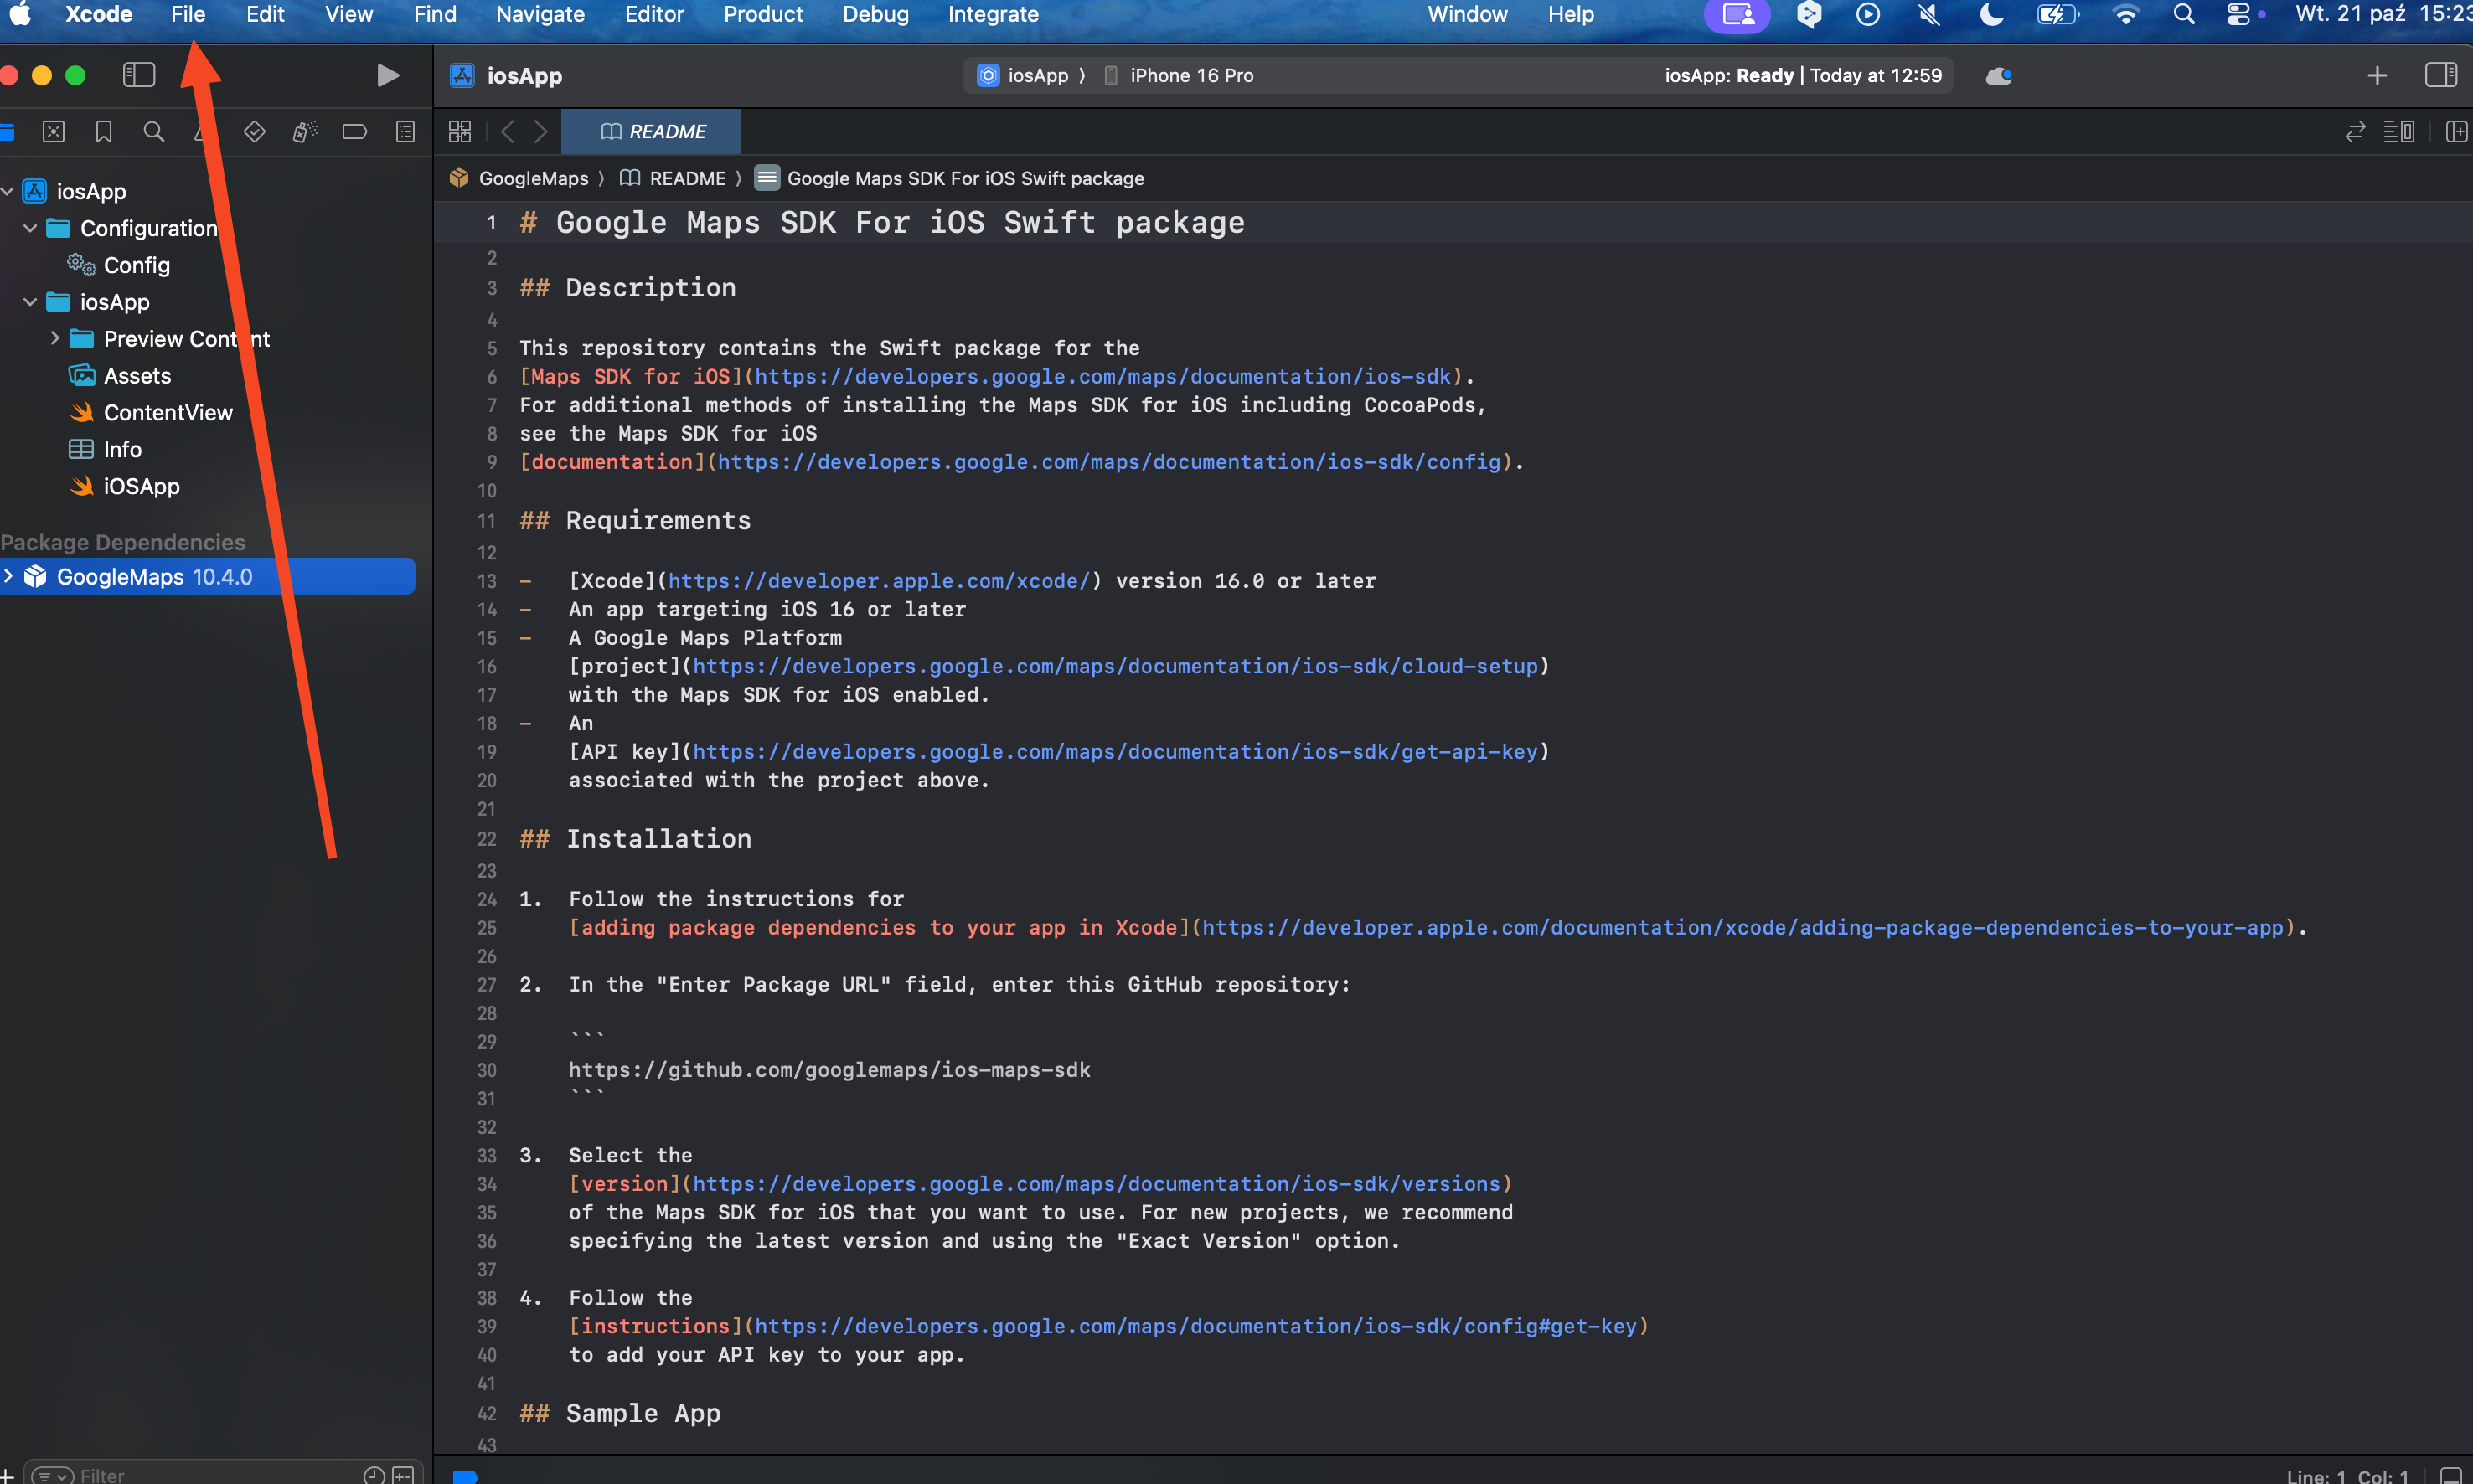 Xcode File Edit View Find Navigate Editor Product Debug Integrate Window Help Wt. 21 paź 15:23
iosApp iosApp ⟩ iPhone 16 Pro iosApp: Ready | Today at 12:59
README
GoogleMaps ⟩ README ⟩ Google Maps SDK For iOS Swift package
iosApp
Configuration
Config
iosApp
Preview Content
Assets
ContentView
Info
iOSApp
Package Dependencies
GoogleMaps 10.4.0
Filter
1 # Google Maps SDK For iOS Swift package
2
3 ## Description
4
5 This repository contains the Swift package for the
6 [Maps SDK for iOS](https://developers.google.com/maps/documentation/ios-sdk).
7 For additional methods of installing the Maps SDK for iOS including CocoaPods,
8 see the Maps SDK for iOS
9 [documentation](https://developers.google.com/maps/documentation/ios-sdk/config).
10
11 ## Requirements
12
13 - [Xcode](https://developer.apple.com/xcode/) version 16.0 or later
14 - An app targeting iOS 16 or later
15 - A Google Maps Platform
16 [project](https://developers.google.com/maps/documentation/ios-sdk/cloud-setup)
17 with the Maps SDK for iOS enabled.
18 - An
19 [API key](https://developers.google.com/maps/documentation/ios-sdk/get-api-key)
20 associated with the project above.
21
22 ## Installation
23
24 1. Follow the instructions for
25 [adding package dependencies to your app in Xcode](https://developer.apple.com/documentation/xcode/adding-package-dependencies-to-your-app).
26
27 2. In the "Enter Package URL" field, enter this GitHub repository:
28
29 ```
30 https://github.com/googlemaps/ios-maps-sdk
31 ```
32
33 3. Select the
34 [version](https://developers.google.com/maps/documentation/ios-sdk/versions)
35 of the Maps SDK for iOS that you want to use. For new projects, we recommend
36 specifying the latest version and using the "Exact Version" option.
37
38 4. Follow the
39 [instructions](https://developers.google.com/maps/documentation/ios-sdk/config#get-key)
40 to add your API key to your app.
41
42 ## Sample App
43
Line: 1 Col: 1